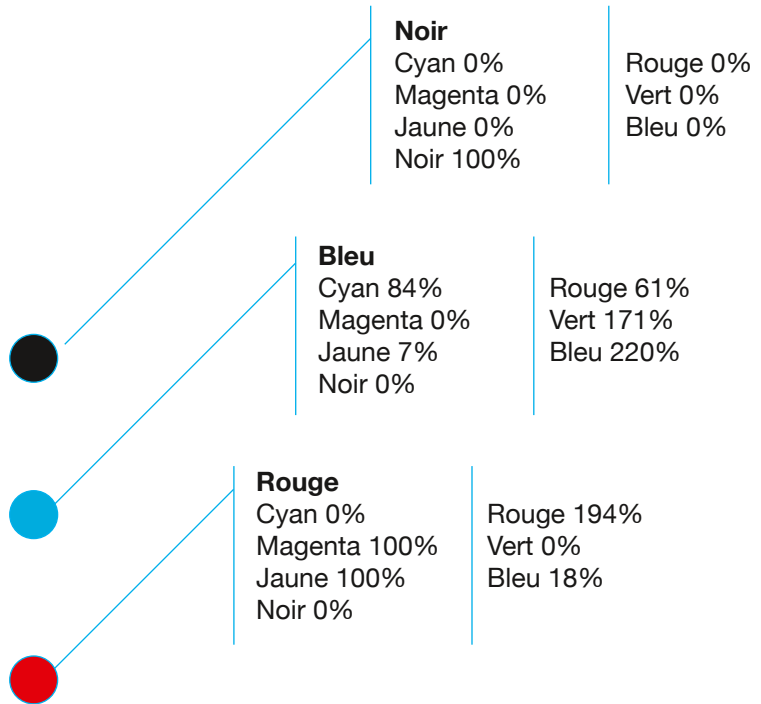 Noir
Cyan 0%
Magenta 0%
Jaune 0%
Noir 100%
Rouge 0%
Vert 0%
Bleu 0%
Bleu
Cyan 84%
Magenta 0%
Jaune 7%
Noir 0%
Rouge 61%
Vert 171%
Bleu 220%
Rouge
Cyan 0%
Magenta 100%
Jaune 100%
Noir 0%
Rouge 194%
Vert 0%
Bleu 18%